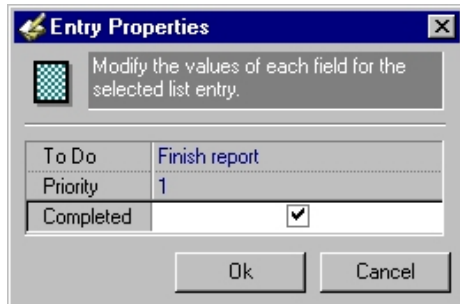 Entry Properties
Modify the values of each field for the
selected list entry.
To Do Finish report
Priority 1
Completed
Ok Cancel